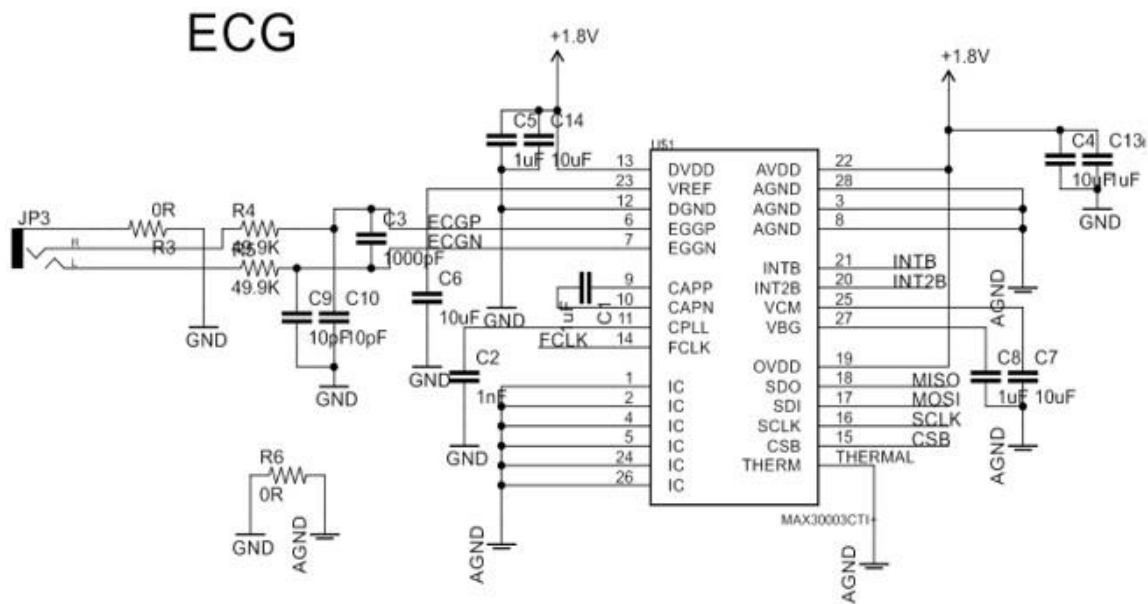 ECG
+1.8V
+1.8V
C5 C14
1uF 10uF
C4 C13
10uF 1uF
GND
U51
13 DVDD AVDD 22
23 VREF AGND 28
12 DGND AGND 3
6 EGGP AGND 8
7 EGGN
INTB 21 INTB
9 CAPP INT2B 20 INT2B
10 CAPN VCM 25
11 CPLL VBG 27
14 FCLK
OVDD 19
1 IC SDO 18 MISO
2 IC SDI 17 MOSI
4 IC SCLK 16 SCLK
5 IC CSB 15 CSB
24 IC THERM THERMAL
26 IC
MAX30003CTI+
JP3
R
L
0R
R3
R4
49.9K
R5
49.9K
C3
1000pF
ECGP
ECGN
C9 C10
10pF 10pF
GND
GND
C6
10uF
GND
GND
C1
1uF
FCLK
C2
1nF
GND
AGND
C8 C7
1uF 10uF
AGND
R6
0R
GND
AGND
AGND
AGND